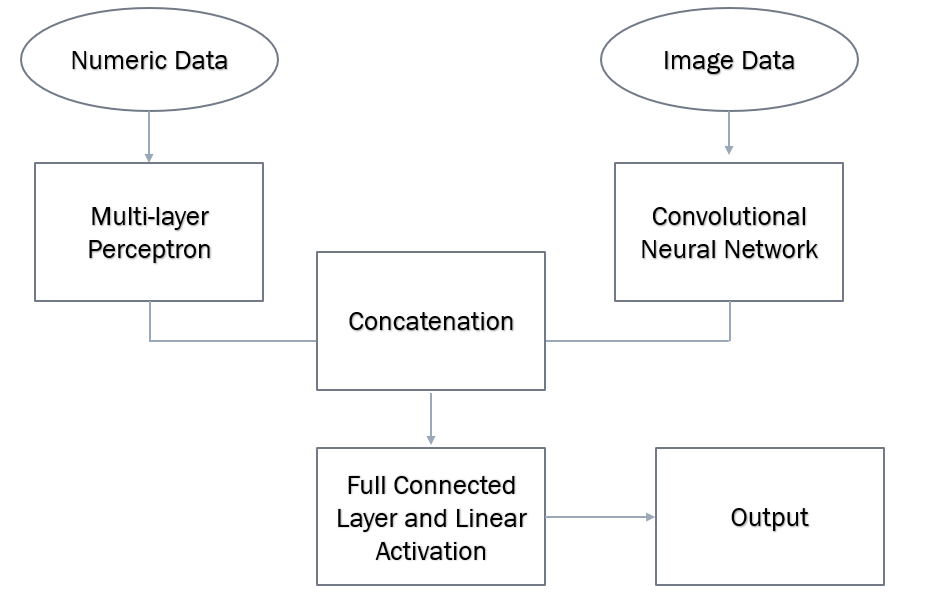 Numeric Data
Image Data
Multi-layer
Perceptron
Convolutional
Neural Network
Concatenation
Full Connected
Layer and Linear
Activation
Output